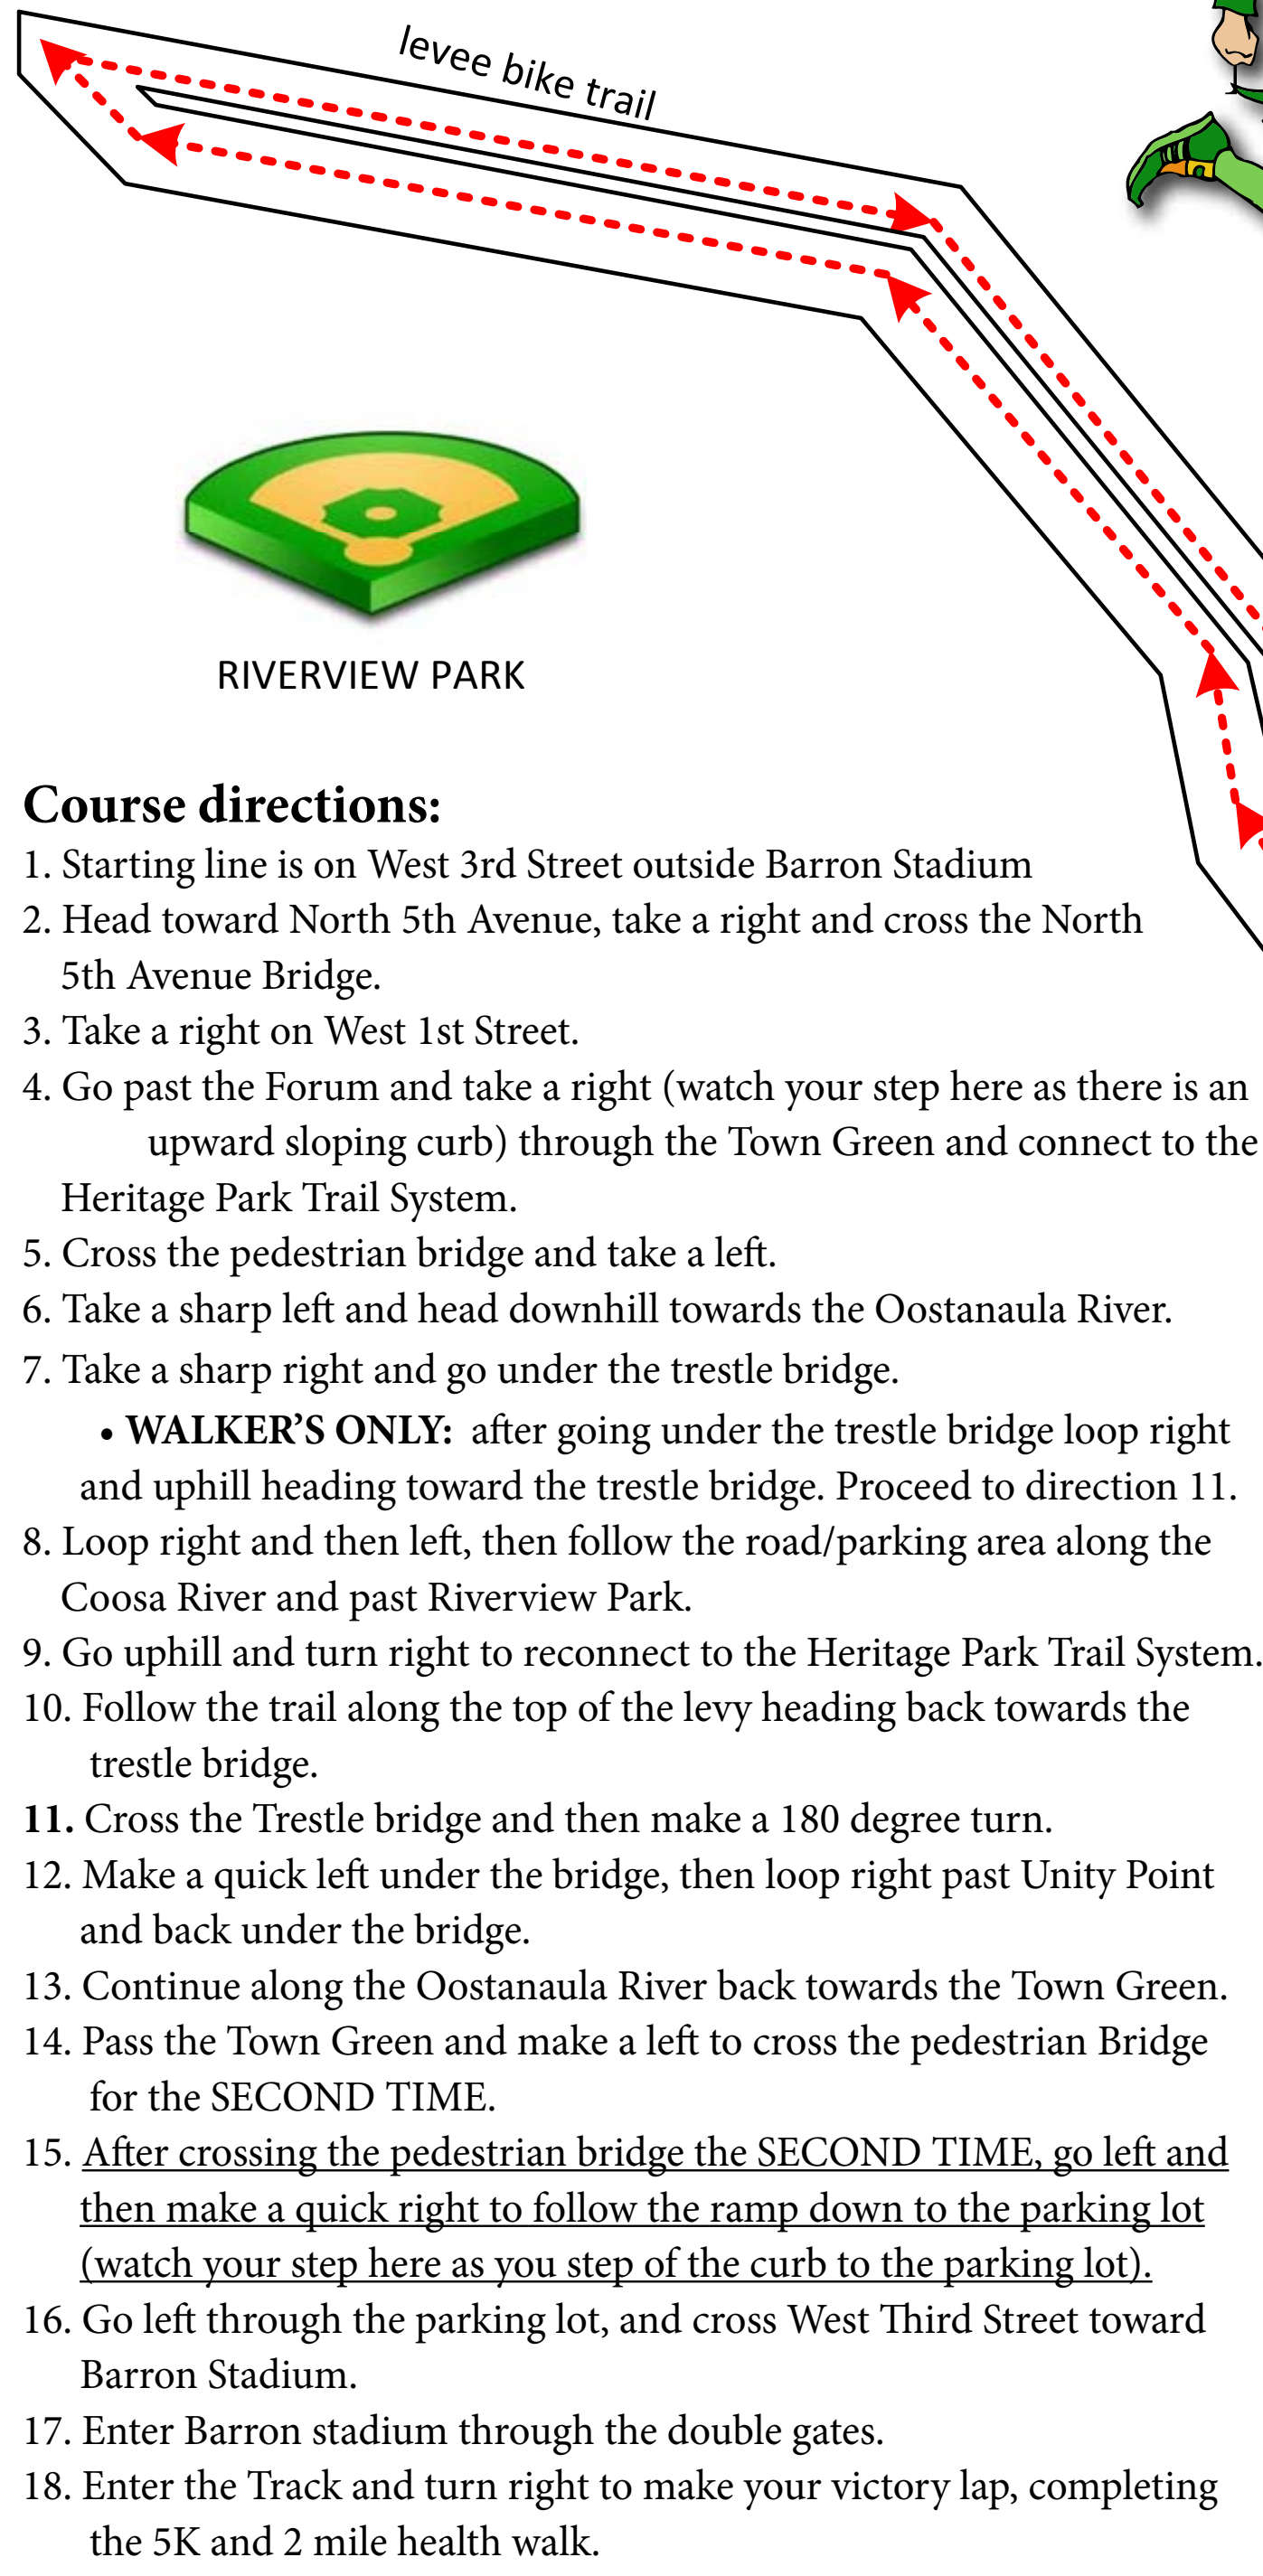 levee bike trail
RIVERVIEW PARK
Course directions:
1. Starting line is on West 3rd Street outside Barron Stadium
2. Head toward North 5th Avenue, take a right and cross the North
5th Avenue Bridge.
3. Take a right on West 1st Street.
4. Go past the Forum and take a right (watch your step here as there is an
upward sloping curb) through the Town Green and connect to the
Heritage Park Trail System.
5. Cross the pedestrian bridge and take a left.
6. Take a sharp left and head downhill towards the Oostanaula River.
7. Take a sharp right and go under the trestle bridge.
• WALKER’S ONLY: after going under the trestle bridge loop right
and uphill heading toward the trestle bridge. Proceed to direction 11.
8. Loop right and then left, then follow the road/parking area along the
Coosa River and past Riverview Park.
9. Go uphill and turn right to reconnect to the Heritage Park Trail System.
10. Follow the trail along the top of the levy heading back towards the
trestle bridge.
11. Cross the Trestle bridge and then make a 180 degree turn.
12. Make a quick left under the bridge, then loop right past Unity Point
and back under the bridge.
13. Continue along the Oostanaula River back towards the Town Green.
14. Pass the Town Green and make a left to cross the pedestrian Bridge
for the SECOND TIME.
15. After crossing the pedestrian bridge the SECOND TIME, go left and
then make a quick right to follow the ramp down to the parking lot
(watch your step here as you step of the curb to the parking lot).
16. Go left through the parking lot, and cross West Third Street toward
Barron Stadium.
17. Enter Barron stadium through the double gates.
18. Enter the Track and turn right to make your victory lap, completing
the 5K and 2 mile health walk.